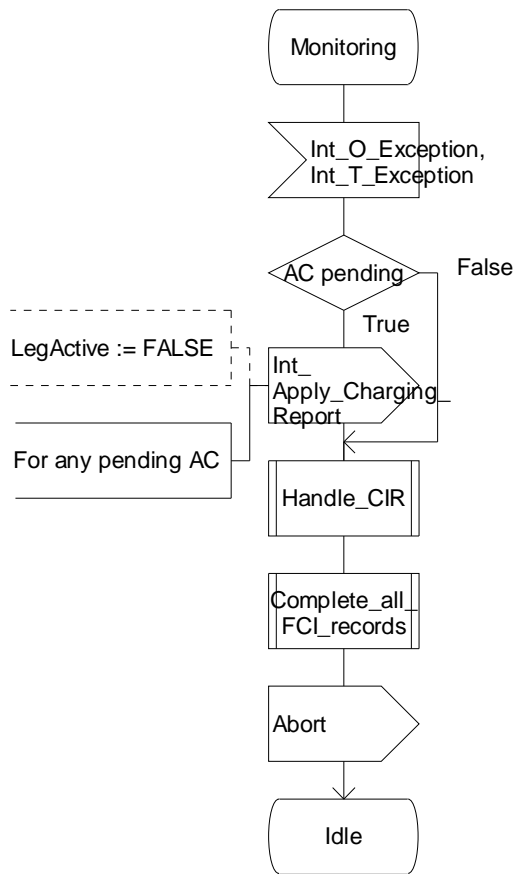 Monitoring
Int_O_Exception,
Int_T_Exception
AC pending
False
True
LegActive := FALSE
Int_
Apply_Charging_
Report
For any pending AC
Handle_CIR
Complete_all_
FCI_records
Abort
Idle